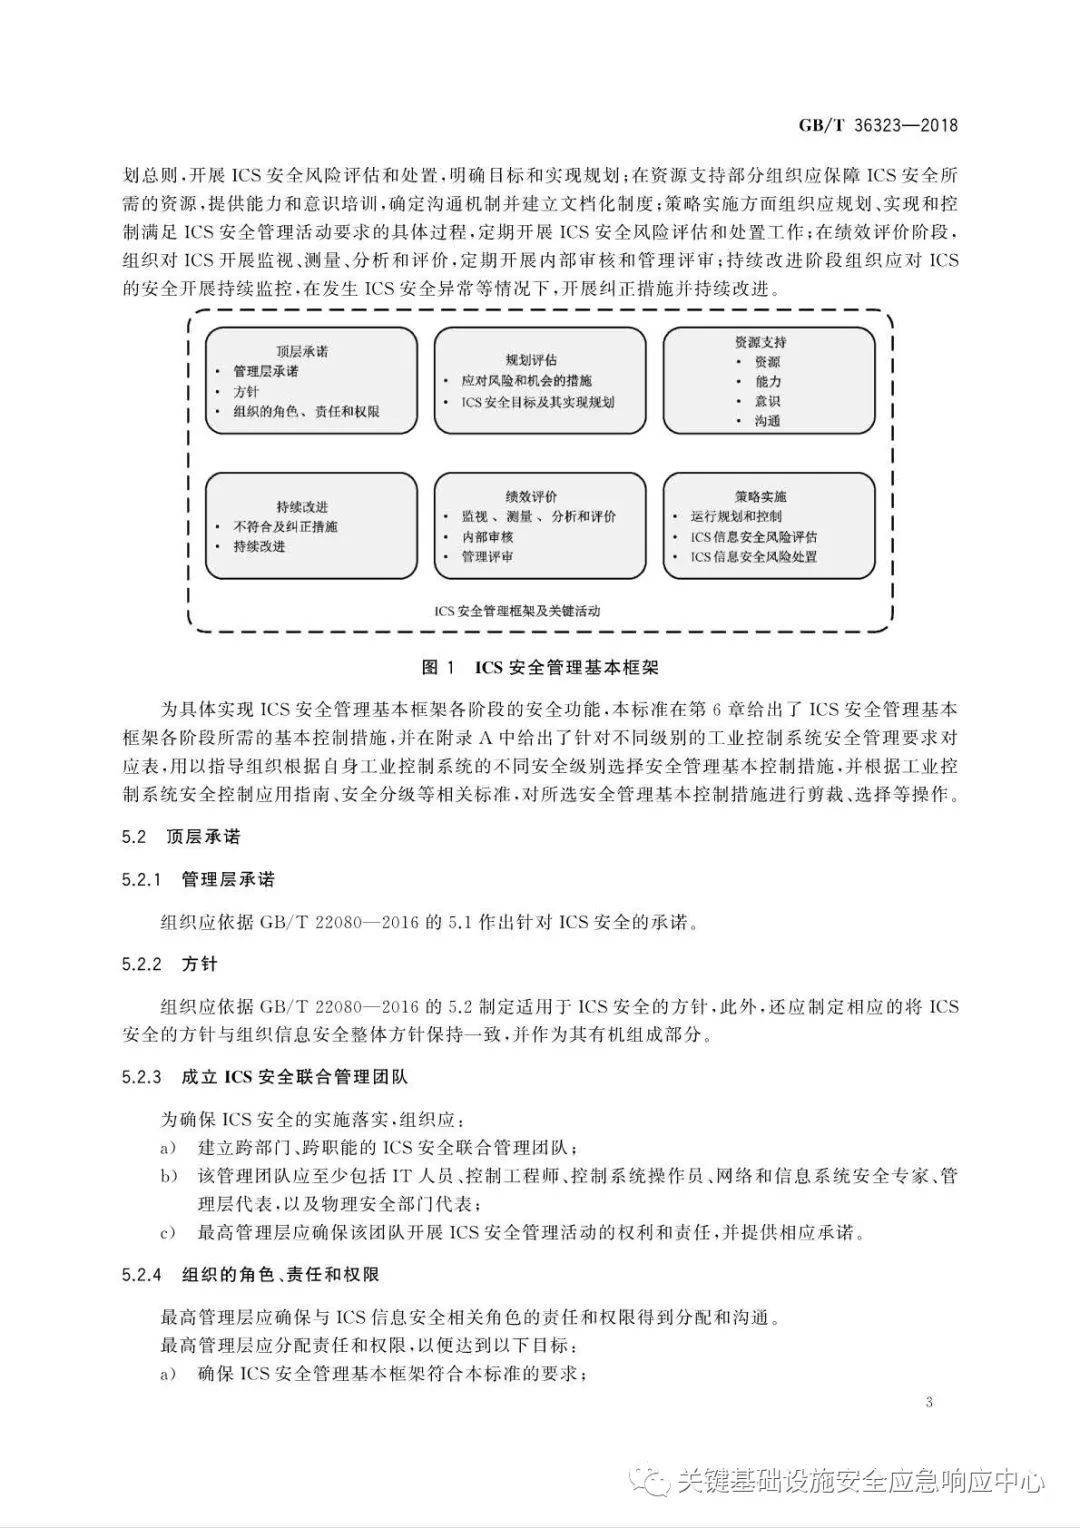 GB/T 36323—2018
划总则,开展 ICS 安全风险评估和处置,明确目标和实现规划;在资源支持部分组织应保障 ICS 安全所
需的资源,提供能力和意识培训,确定沟通机制并建立文档化制度;策略实施方面组织应规划、实现和控
制满足 ICS 安全管理活动要求的具体过程,定期开展 ICS 安全风险评估和处置工作;在绩效评价阶段,
组织对 ICS 开展监视、测量、分析和评价,定期开展内部审核和管理评审;持续改进阶段组织应对 ICS
的安全开展持续监控,在发生 ICS 安全异常等情况下,开展纠正措施并持续改进。
顶层承诺
• 管理层承诺
• 方针
• 组织的角色、责任和权限
规划评估
• 应对风险和机会的措施
• ICS安全目标及其实现规划
资源支持
• 资源
• 能力
• 意识
• 沟通
持续改进
• 不符合及纠正措施
• 持续改进
绩效评价
• 监视、测量、分析和评价
• 内部审核
• 管理评审
策略实施
• 运行规划和控制
• ICS信息安全风险评估
• ICS信息安全风险处置
ICS安全管理框架及关键活动
图 1 ICS 安全管理基本框架
为具体实现 ICS 安全管理基本框架各阶段的安全功能,本标准在第 6 章给出了 ICS 安全管理基本
框架各阶段所需的基本控制措施,并在附录 A 中给出了针对不同级别的工业控制系统安全管理要求对
应表,用以指导组织根据自身工业控制系统的不同安全级别选择安全管理基本控制措施,并根据工业控
制系统安全控制应用指南、安全分级等相关标准,对所选安全管理基本控制措施进行剪裁、选择等操作。
5.2 顶层承诺
5.2.1 管理层承诺
组织应依据 GB/T 22080—2016 的 5.1 作出针对 ICS 安全的承诺。
5.2.2 方针
组织应依据 GB/T 22080—2016 的 5.2 制定适用于 ICS 安全的方针,此外,还应制定相应的将 ICS
安全的方针与组织信息安全整体方针保持一致,并作为其有机组成部分。
5.2.3 成立 ICS 安全联合管理团队
为确保 ICS 安全的实施落实,组织应:
a) 建立跨部门、跨职能的 ICS 安全联合管理团队;
b) 该管理团队应至少包括 IT 人员、控制工程师、控制系统操作员、网络和信息系统安全专家、管
理层代表,以及物理安全部门代表;
c) 最高管理层应确保该团队开展 ICS 安全管理活动的权利和责任,并提供相应承诺。
5.2.4 组织的角色、责任和权限
最高管理层应确保与 ICS 信息安全相关角色的责任和权限得到分配和沟通。
最高管理层应分配责任和权限,以便达到以下目标:
a) 确保 ICS 安全管理基本框架符合本标准的要求;
3
关键基础设施安全应急响应中心